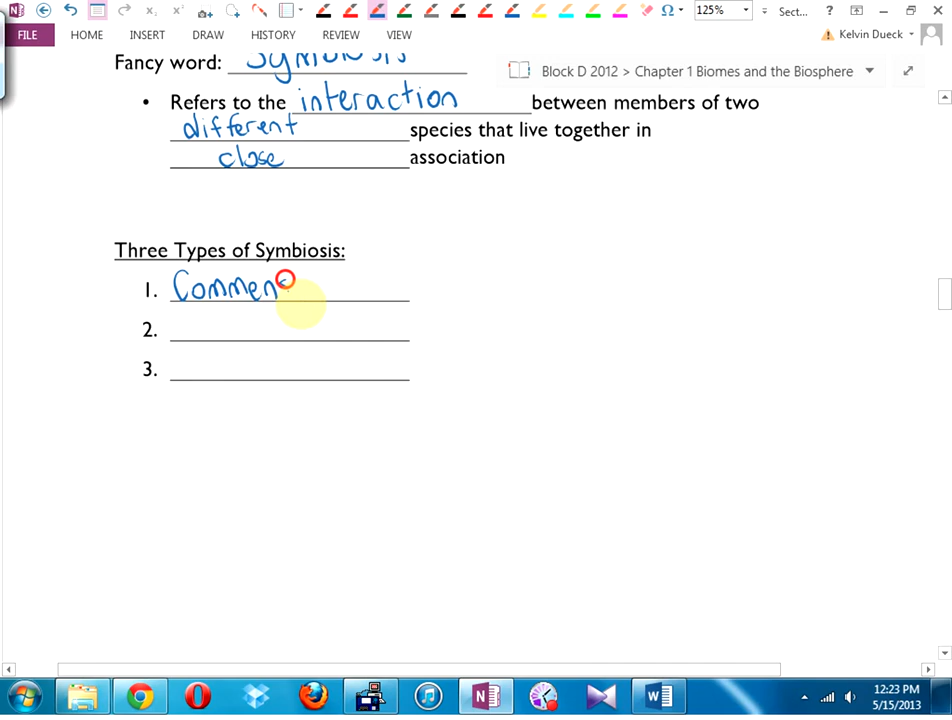 125%
Sect...
?
FILE
HOME
INSERT
DRAW
HISTORY
REVIEW
VIEW
Kelvin Dueck
Block D 2012 > Chapter 1 Biomes and the Biosphere
Fancy word: Symbiosis
• Refers to the interaction between members of two
different species that live together in
close association
Three Types of Symbiosis:
1. Commen
2.
3.
12:23 PM
5/15/2013